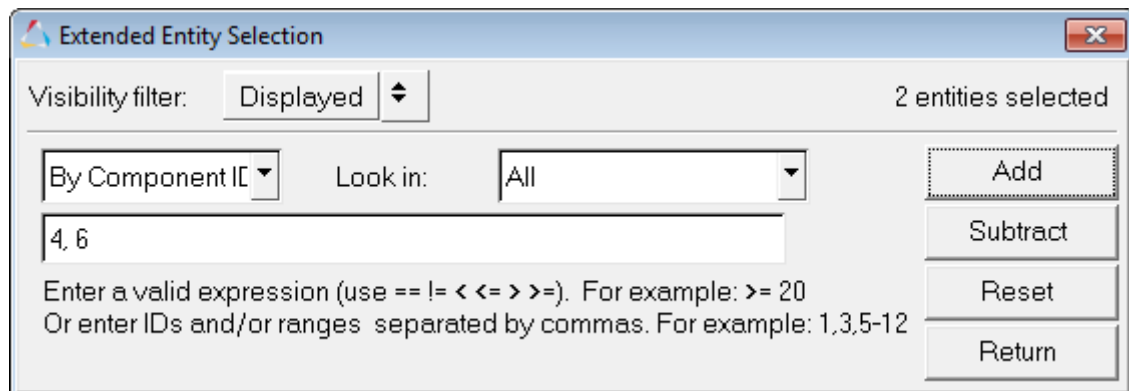 Extended Entity Selection
Visibility filter: Displayed 2 entities selected
By Component ID Look in: All Add
4, 6 Subtract
Enter a valid expression (use == != < <= > >=). For example: >= 20 Reset
Or enter IDs and/or ranges separated by commas. For example: 1,3,5-12
Return